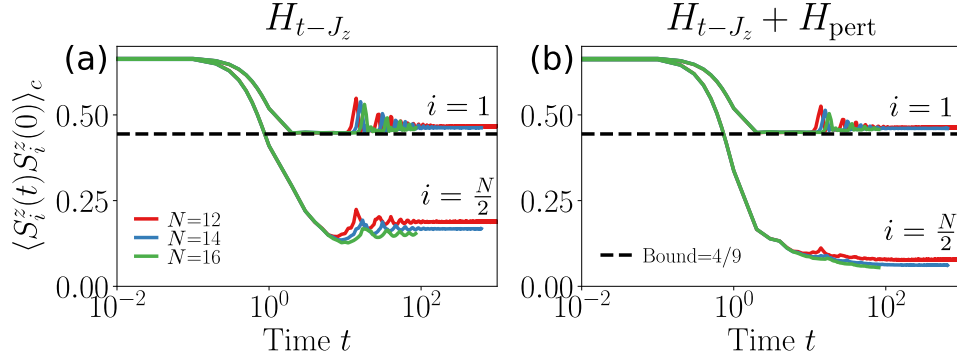 $H_{t-J_z}$
$H_{t-J_z} + H_{\mathrm{pert}}$
(a)
(b)
$\langle S_i^z(t) S_i^z(0) \rangle_c$
0.50
0.25
0.00
$i = 1$
$i = \frac{N}{2}$
N=12
N=14
N=16
$10^{-2}$ $10^0$ $10^2$
Time $t$
0.50
0.25
0.00
$i = 1$
$i = \frac{N}{2}$
Bound=4/9
$10^{-2}$ $10^0$ $10^2$
Time $t$